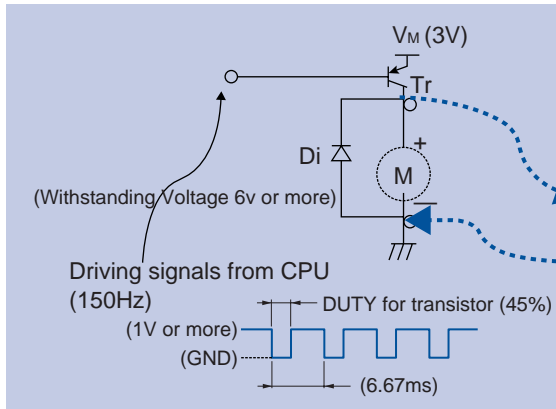 VM (3V)
Tr
Di
+
M
(Withstanding Voltage 6v or more)
−
Driving signals from CPU
(150Hz)
DUTY for transistor (45%)
(1V or more)
(GND)
(6.67ms)